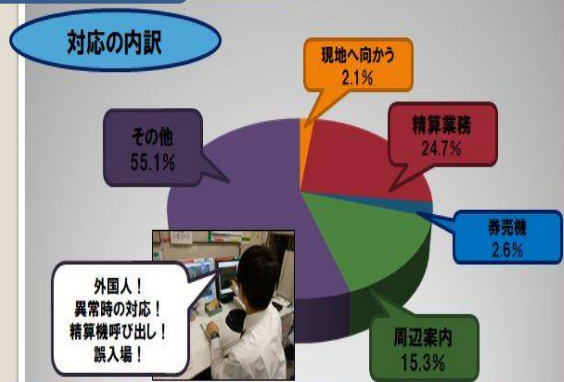 対応の内訳
現地へ向かう
2.1%
精算業務
24.7%
その他
55.1%
券売機
2.6%
外国人！
異常時の対応！
精算機呼び出し！
誤入場！
周辺案内
15.3%